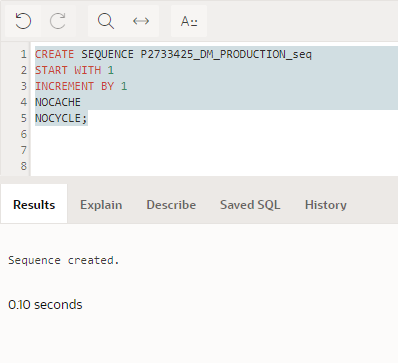 A::
1 CREATE SEQUENCE P2733425_DM_PRODUCTION_seq
2 START WITH 1
3 INCREMENT BY 1
4 NOCACHE
5 NOCYCLE;
6
7
8
Results Explain Describe Saved SQL History
Sequence created.
0.10 seconds